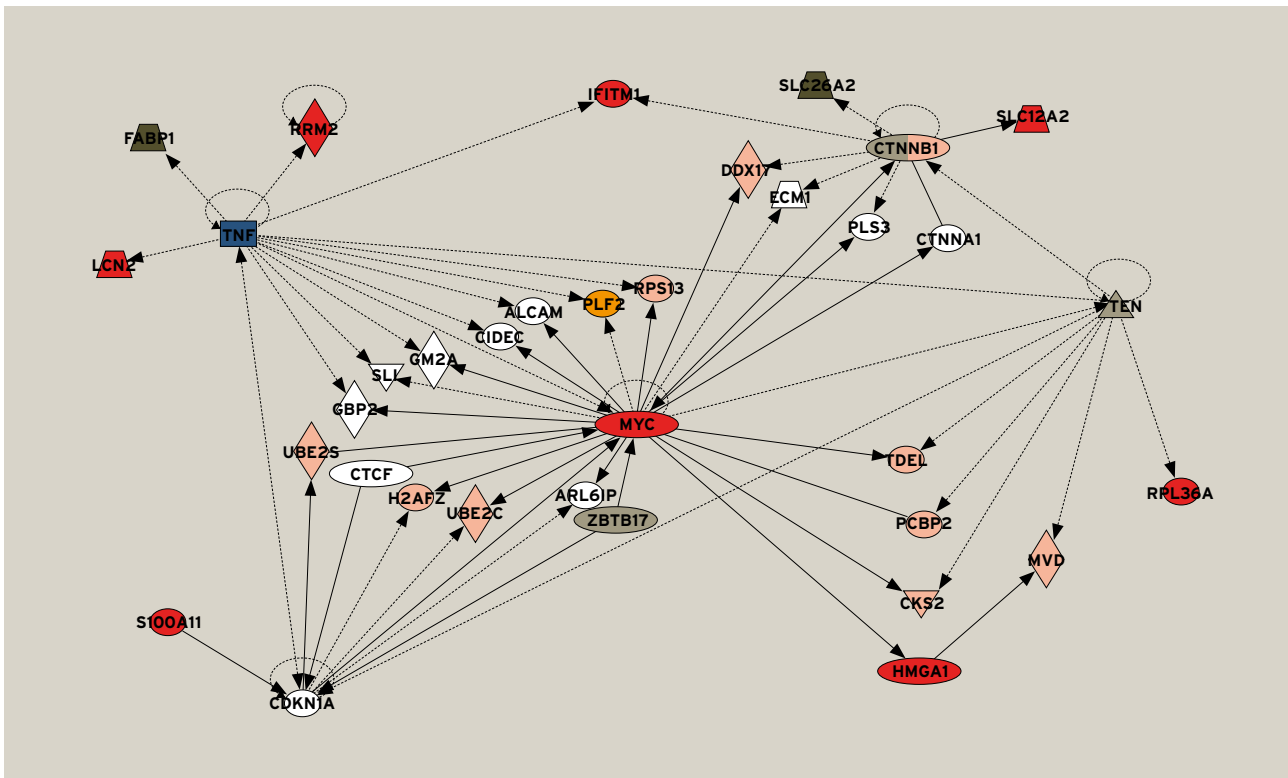 SLC26A2
IFITM1
SLC12A2
RRM2
FABP1
CTNNB1
DDX17
ECM1
PLS3
TNF
CTNNA1
LCN2
RPS13
PLF2
TEN
ALCAM
CIDEC
GM2A
SLI
GBP2
MYC
UBE2S
TDEL
CTCF
H2AFZ
ARL6IP
RPL36A
UBE2C
ZBTB17
PCBP2
MVD
CKS2
S100A11
HMGA1
CDKN1A